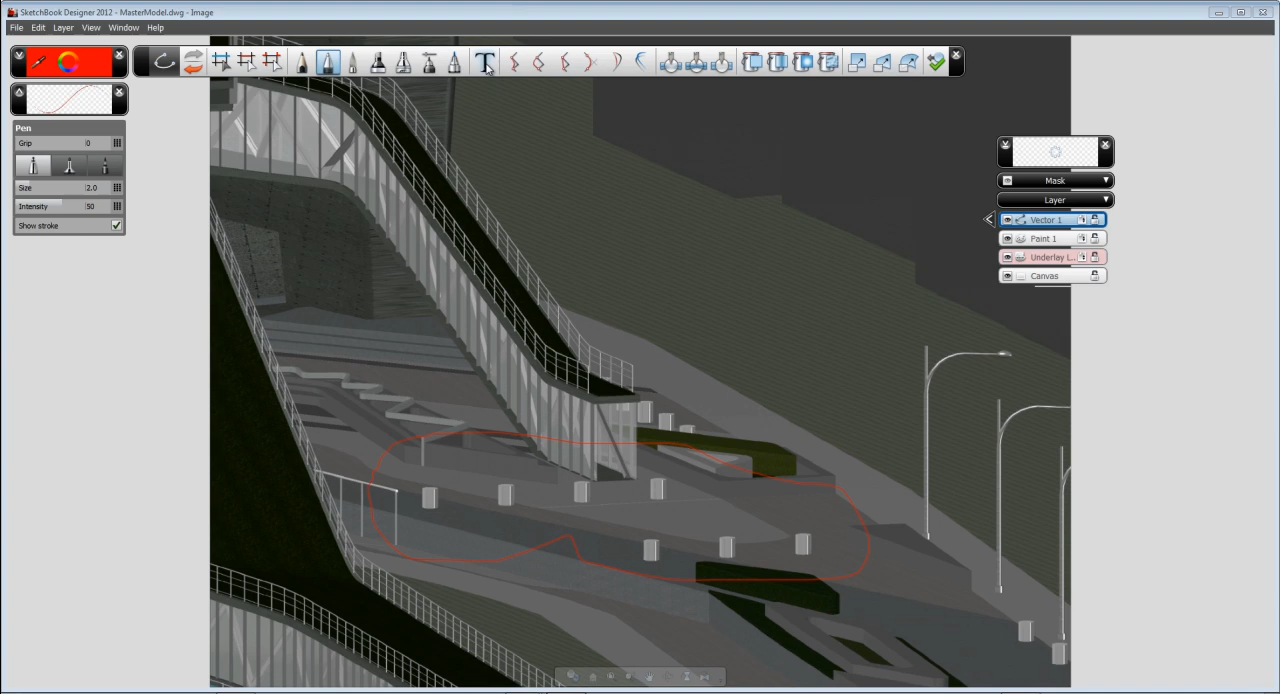 SketchBook Designer 2012 - MasterModel.dwg - Image
File Edit Layer View Window Help
T
Pen
Grip 0
Size 2.0
Intensity 50
Show stroke
Mask
Layer
Vector 1
Paint 1
Underlay L...
Canvas